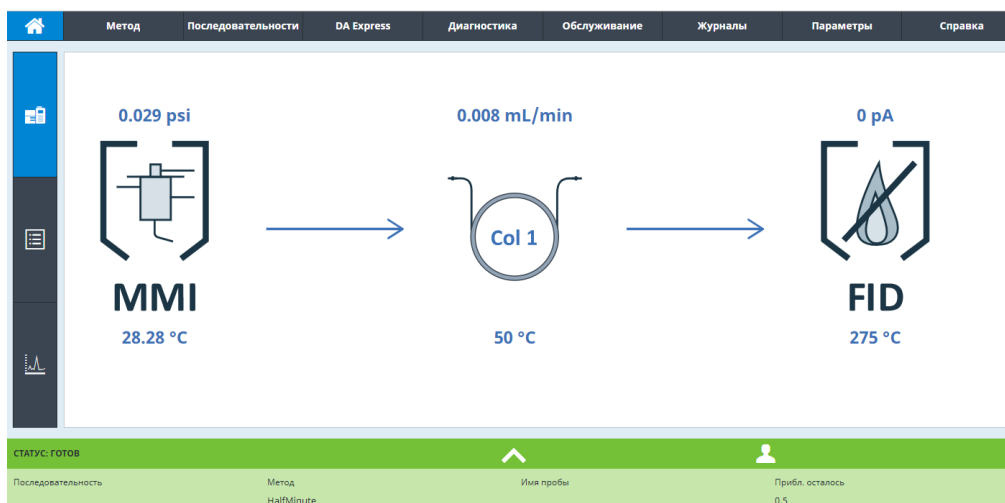 Метод Последовательности DA Express Диагностика Обслуживание Журналы Параметры Справка
0.029 psi 0.008 mL/min 0 pA
Col 1
MMI FID
28.28 °C 50 °C 275 °C
СТАТУС: ГОТОВ
Последовательность Метод Имя пробы Прибл. осталось
HalfMinute 0.5